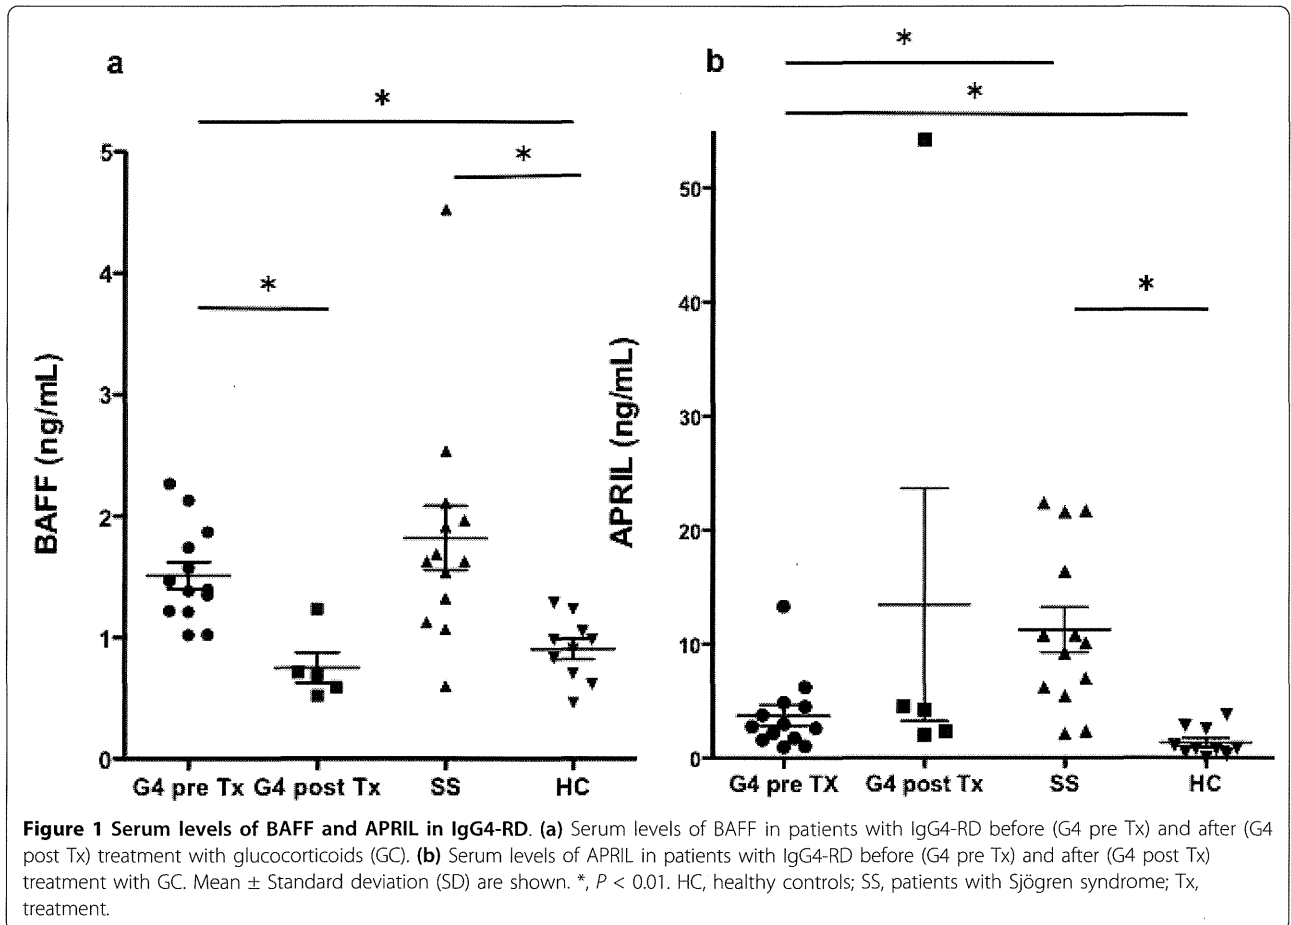 a
*
*
*
5
4
3
2
1
0
BAFF (ng/mL)
G4 pre Tx G4 post Tx SS HC
b
*
*
*
50
40
30
20
10
0
APRIL (ng/mL)
G4 pre TX G4 post Tx SS HC
Figure 1 Serum levels of BAFF and APRIL in IgG4-RD. (a) Serum levels of BAFF in patients with IgG4-RD before (G4 pre Tx) and after (G4
post Tx) treatment with glucocorticoids (GC). (b) Serum levels of APRIL in patients with IgG4-RD before (G4 pre Tx) and after (G4 post Tx)
treatment with GC. Mean ± Standard deviation (SD) are shown. *, P < 0.01. HC, healthy controls; SS, patients with Sjögren syndrome; Tx,
treatment.